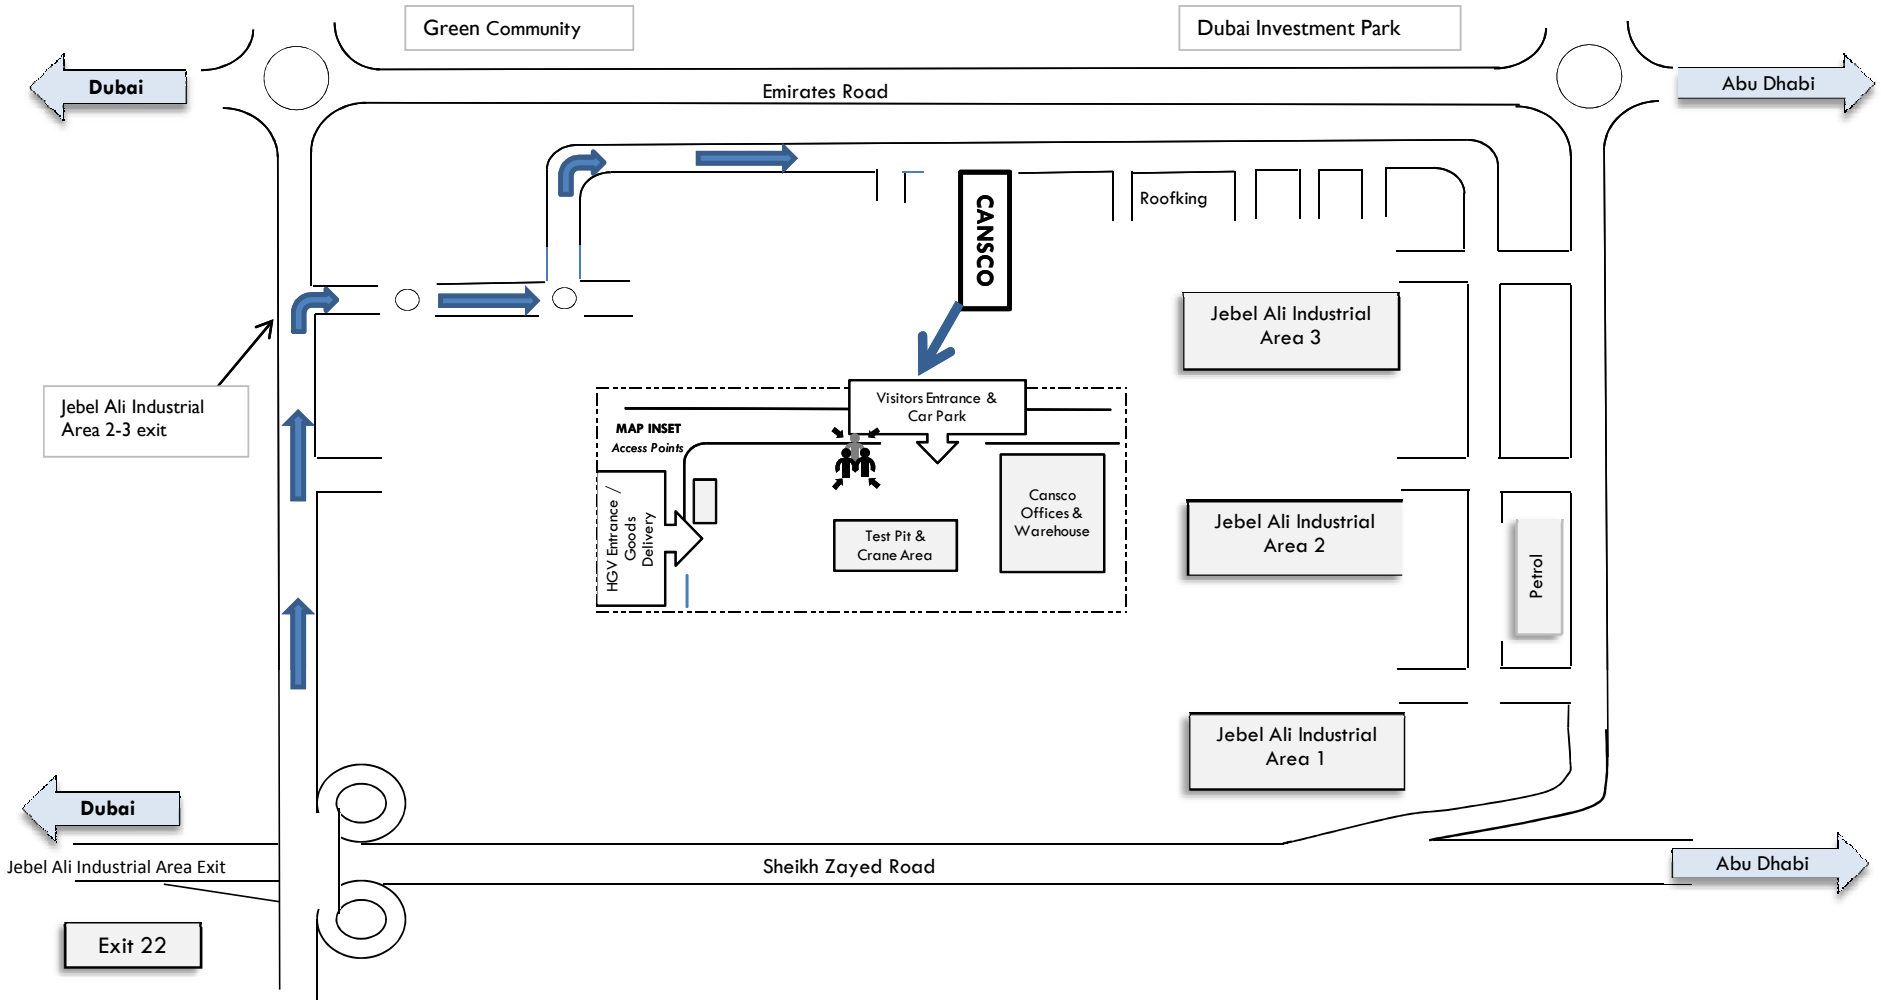 Green Community
Dubai Investment Park
Dubai
Emirates Road
Abu Dhabi
CANSCO
Roofking
Jebel Ali Industrial
Area 3
Jebel Ali Industrial
Area 2-3 exit
Visitors Entrance &
Car Park
MAP INSET
Access Points
HGV Entrance /
Goods
Delivery
Cansco
Offices &
Warehouse
Test Pit &
Crane Area
Jebel Ali Industrial
Area 2
Petrol
Jebel Ali Industrial
Area 1
Dubai
Jebel Ali Industrial Area Exit
Sheikh Zayed Road
Abu Dhabi
Exit 22